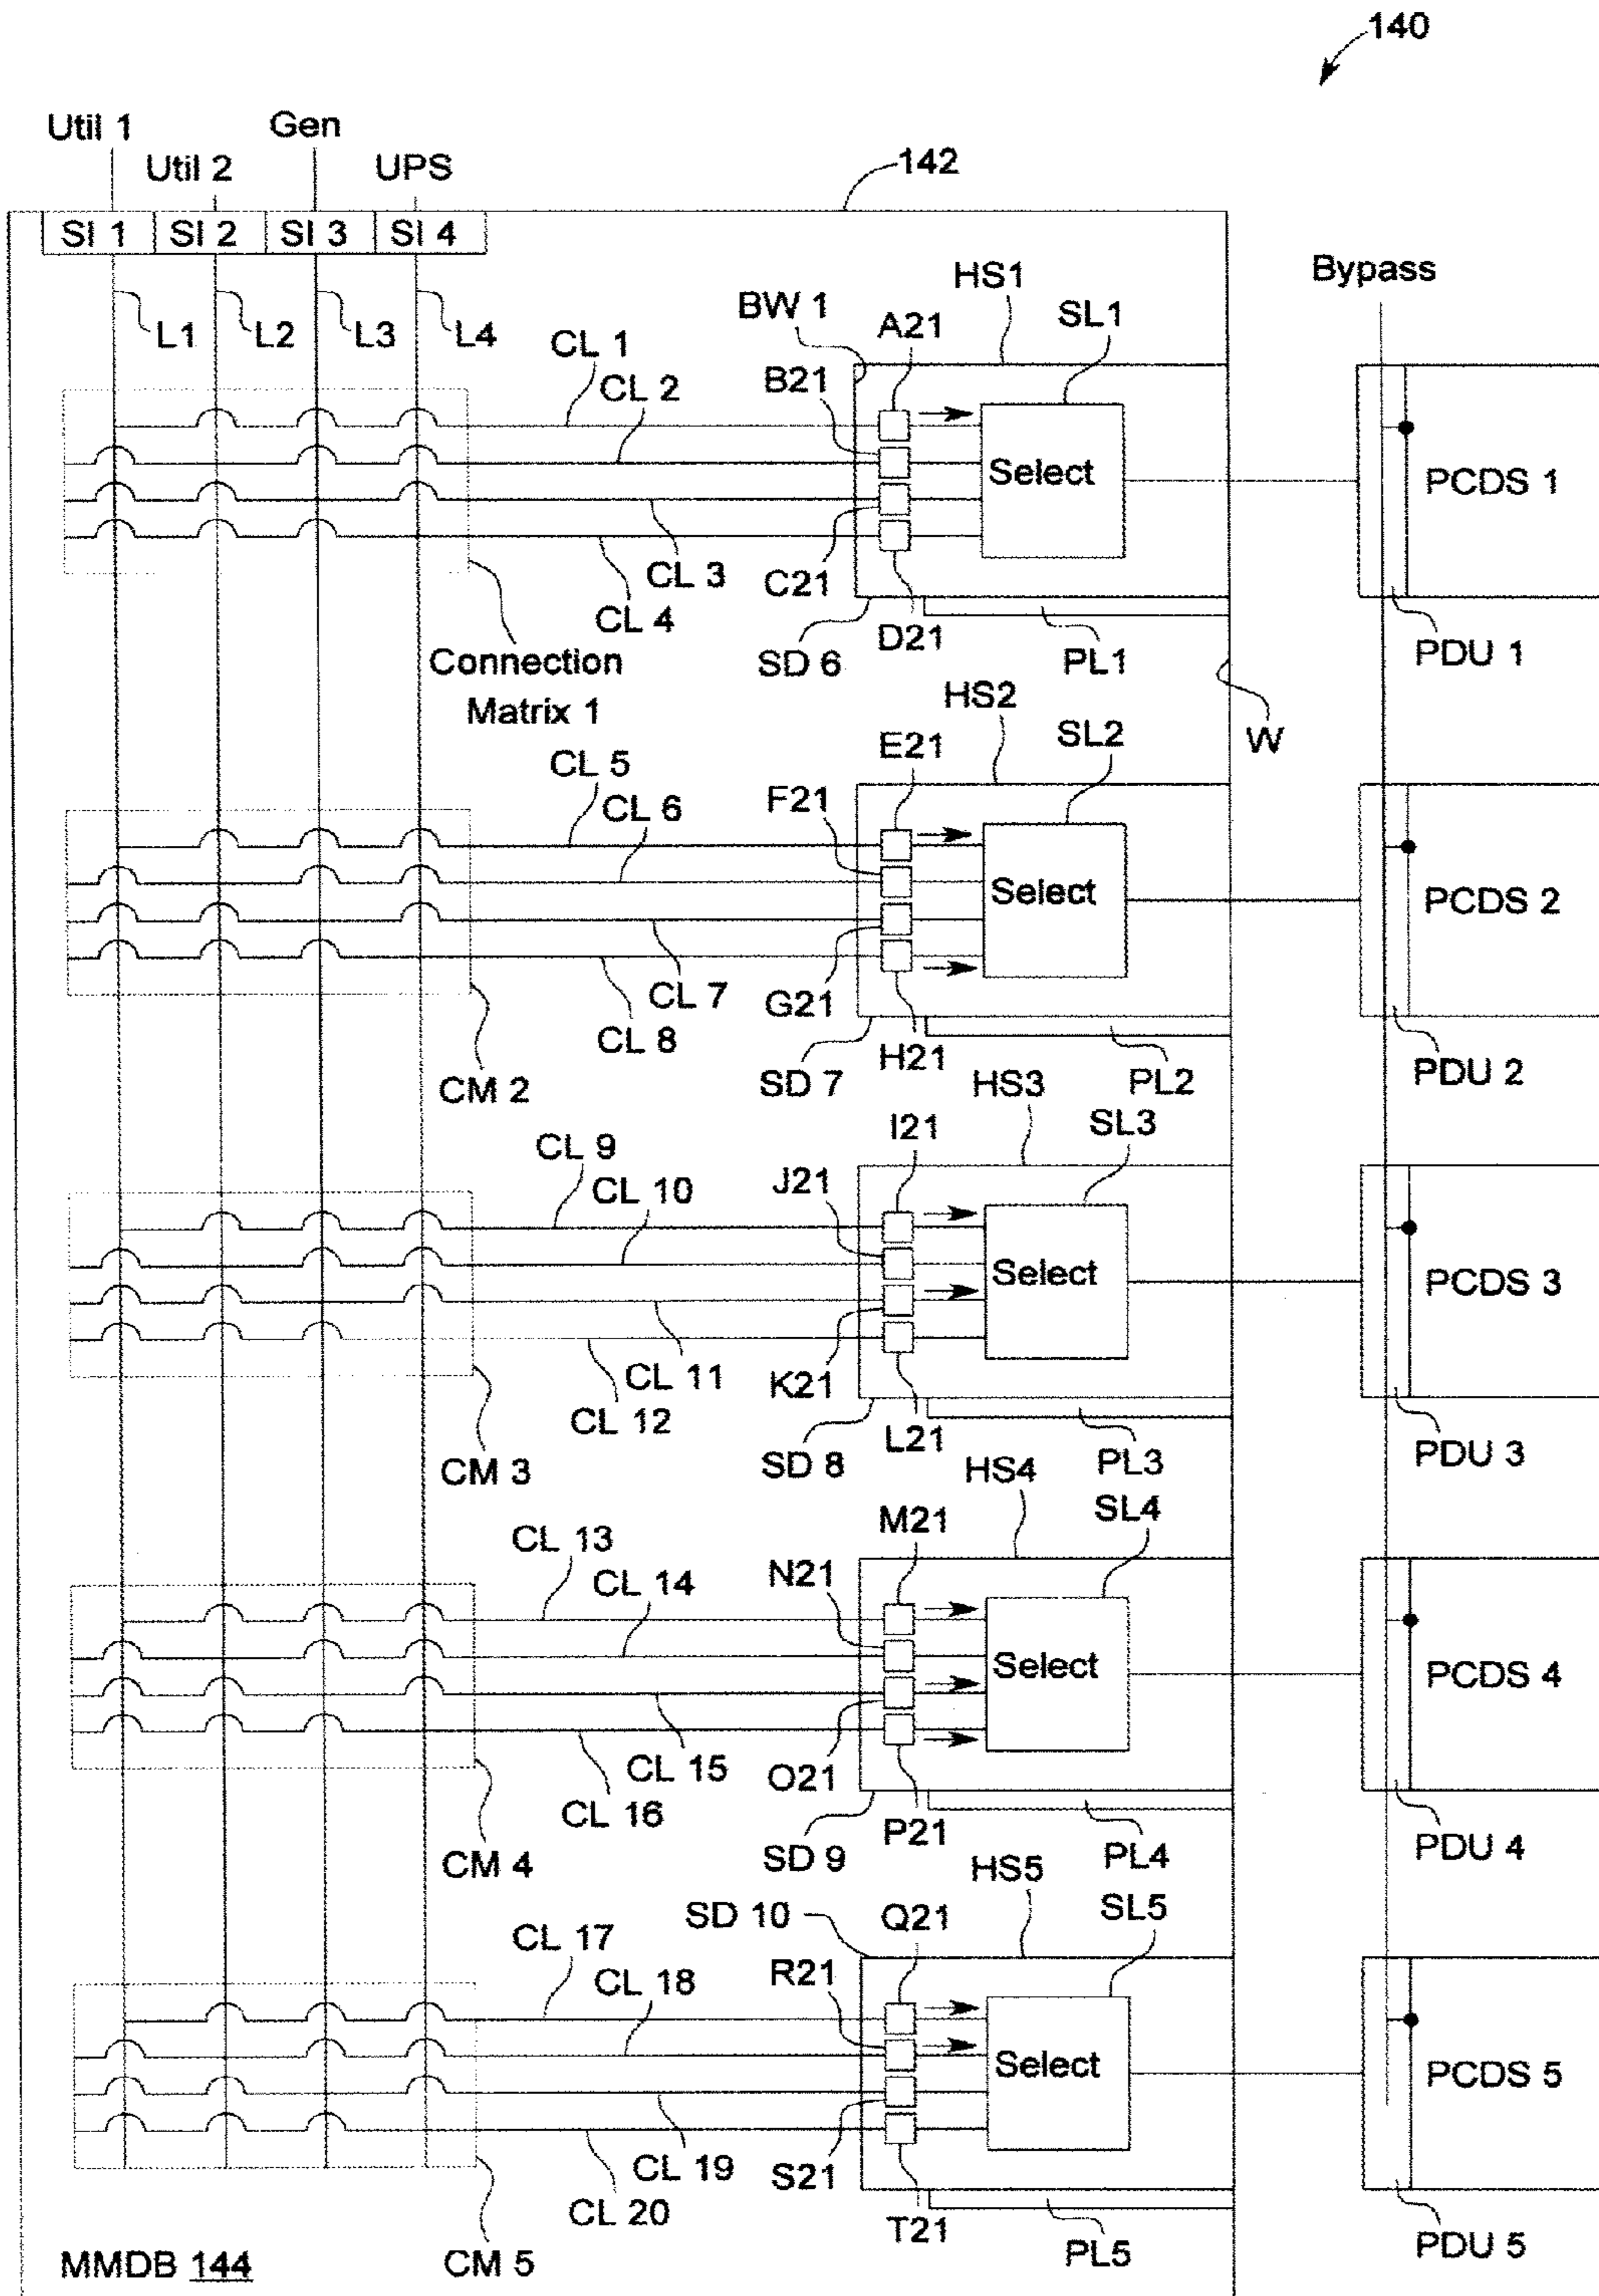 140
Util 1
Gen
Util 2
UPS
142
SI 1
SI 2
SI 3
SI 4
L1
L2
L3
L4
Bypass
HS1
BW 1
A21
SL1
CL 1
CL 2
B21
Select
PCDS 1
CL 3
CL 4
C21
D21
SD 6
PL1
PDU 1
Connection
Matrix 1
W
HS2
SL2
E21
CL 5
CL 6
F21
Select
PCDS 2
CL 7
CL 8
G21
H21
SD 7
PL2
PDU 2
CM 2
HS3
SL3
I21
CL 9
CL 10
J21
Select
PCDS 3
CL 11
CL 12
K21
L21
SD 8
PL3
PDU 3
CM 3
HS4
SL4
M21
CL 13
CL 14
N21
Select
PCDS 4
CL 15
CL 16
O21
P21
SD 9
PL4
PDU 4
CM 4
HS5
SL5
SD 10
Q21
CL 17
CL 18
R21
Select
PCDS 5
CL 19
CL 20
S21
T21
PL5
PDU 5
CM 5
MMDB 144